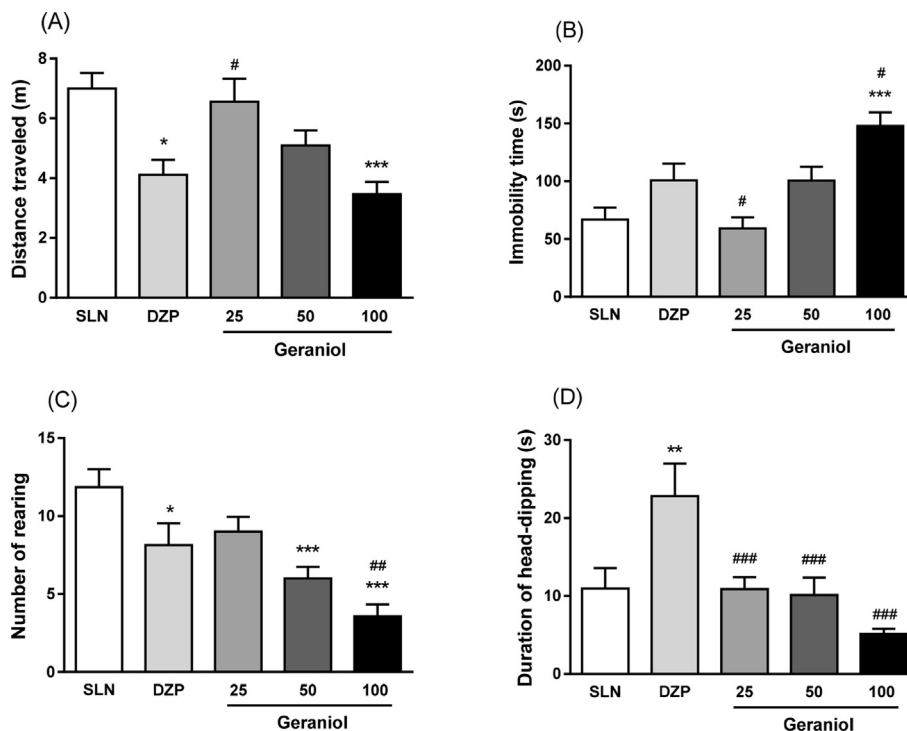 (A)
Distance traveled (m)
8
6
4
2
0
*
#
***
SLN DZP 25 50 100
Geraniol
(B)
Immobility time (s)
200
150
100
50
0
#
#
***
SLN DZP 25 50 100
Geraniol
(C)
Number of rearing
15
10
5
0
*
***
##
***
SLN DZP 25 50 100
Geraniol
(D)
Duration of head-dipping (s)
30
20
10
0
**
###
###
###
SLN DZP 25 50 100
Geraniol